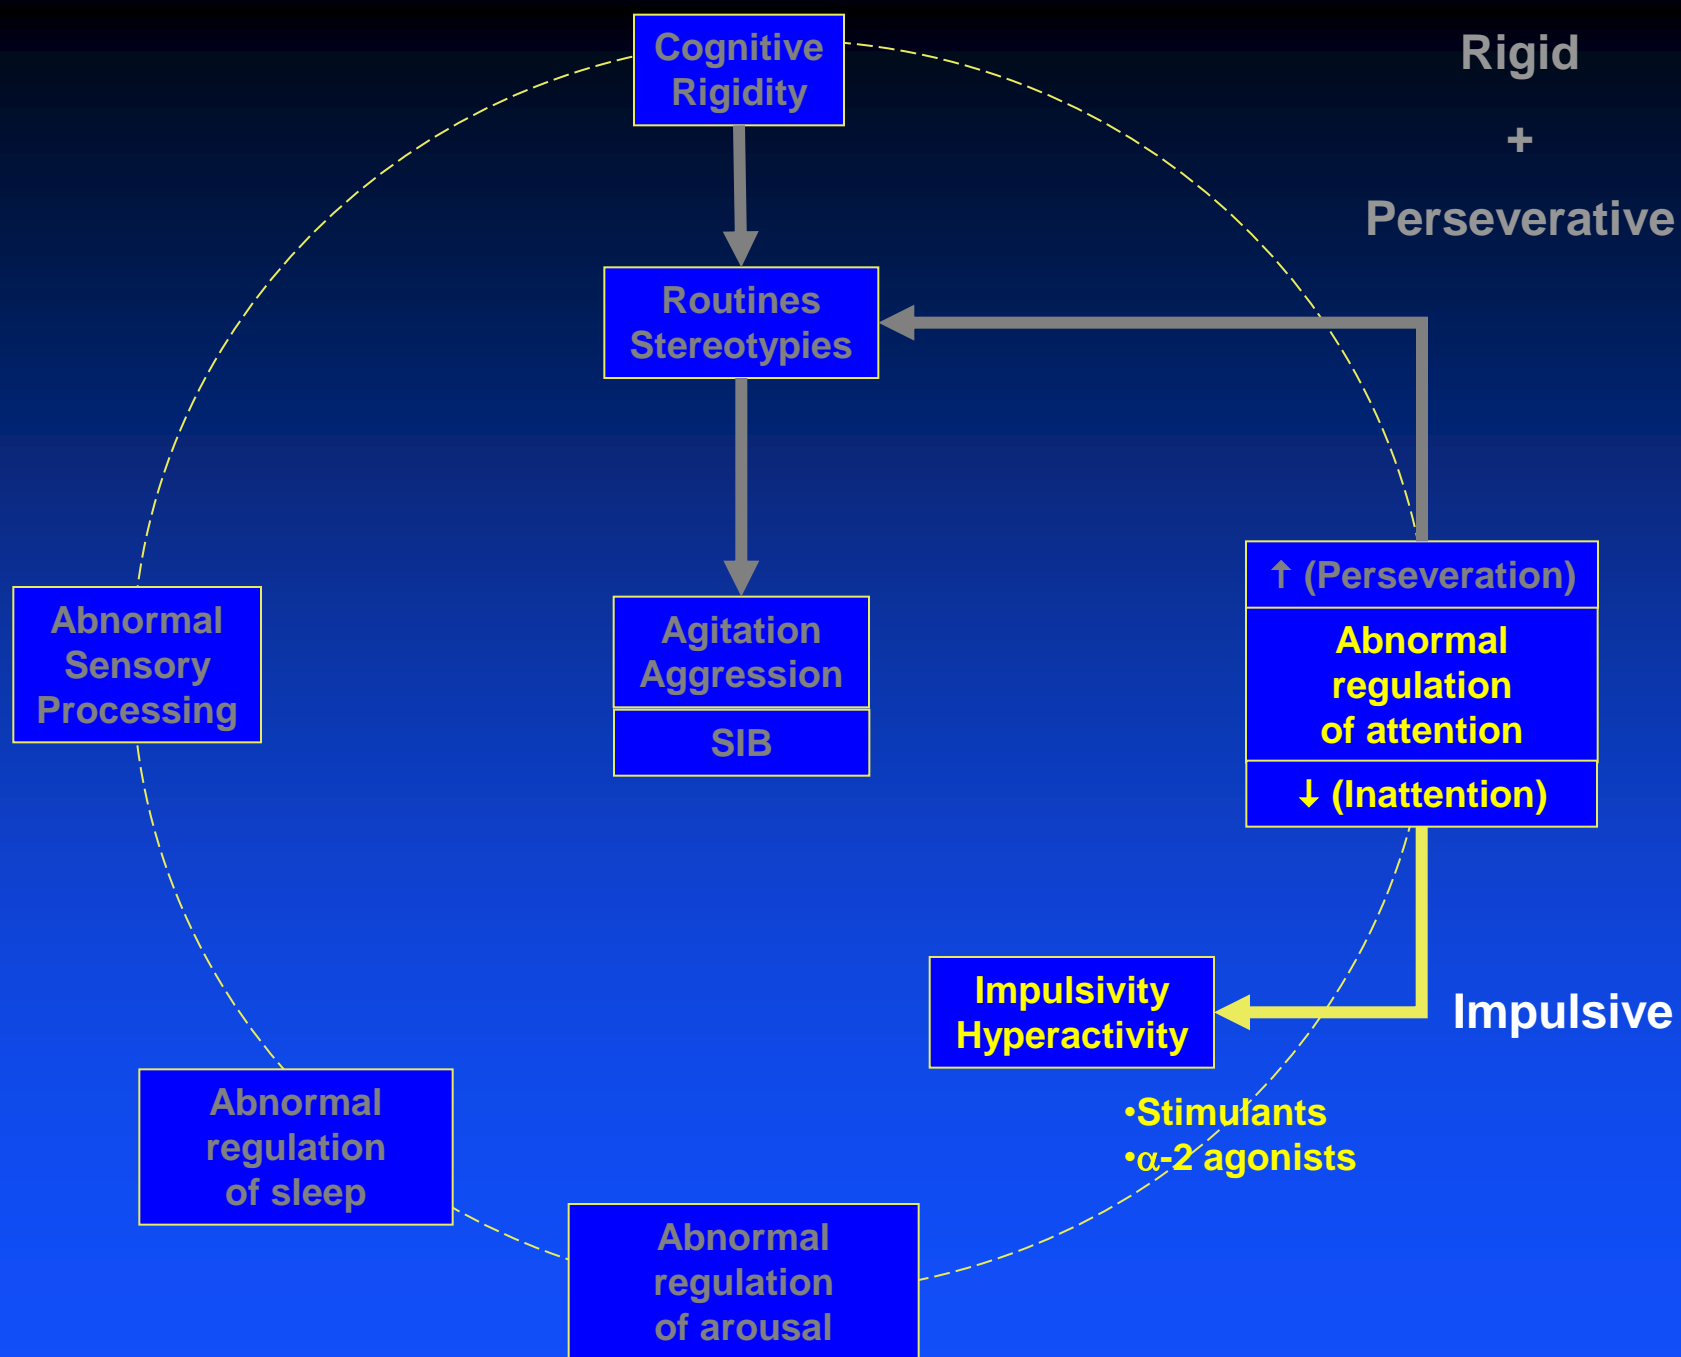 Cognitive
Rigidity
Rigid
+
Perseverative
Routines
Stereotypies
↑ (Perseveration)
Abnormal
regulation
of attention
↓ (Inattention)
Abnormal
Sensory
Processing
Agitation
Aggression
SIB
Impulsivity
Hyperactivity
Impulsive
•Stimulants
•α-2 agonists
Abnormal
regulation
of sleep
Abnormal
regulation
of arousal